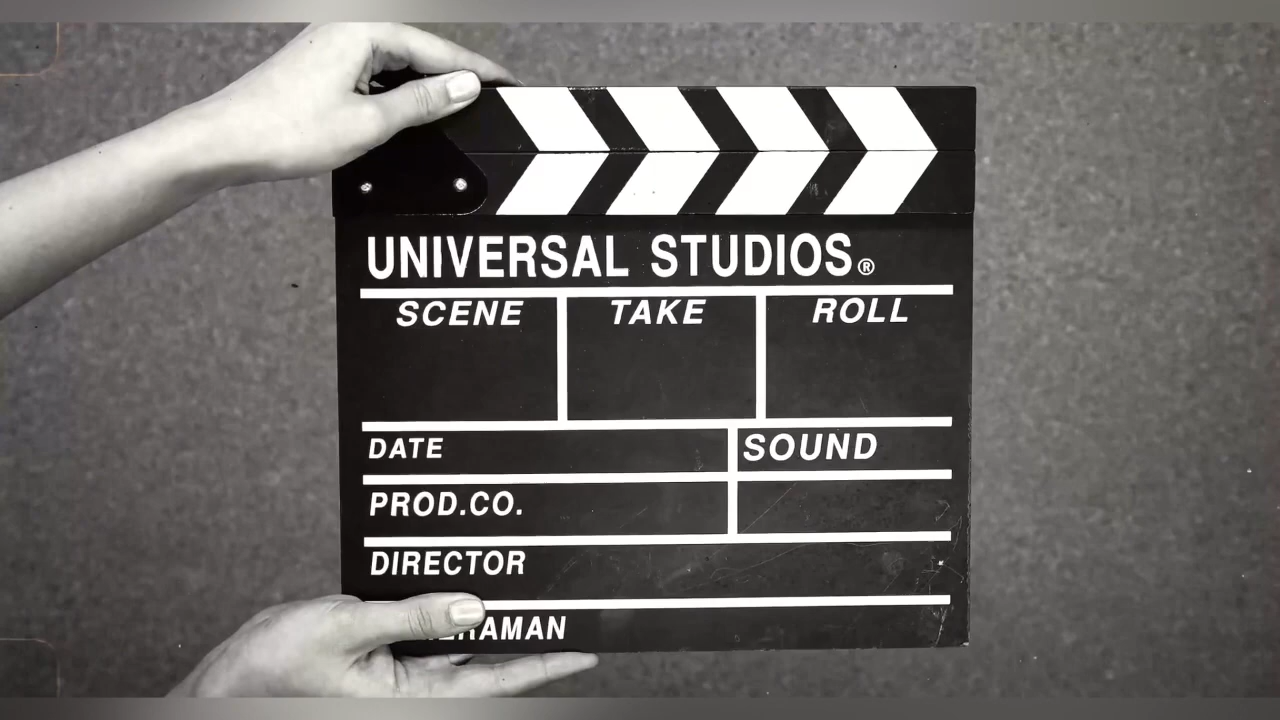 UNIVERSAL STUDIOS®
SCENE TAKE ROLL
DATE SOUND
PROD.CO.
DIRECTOR